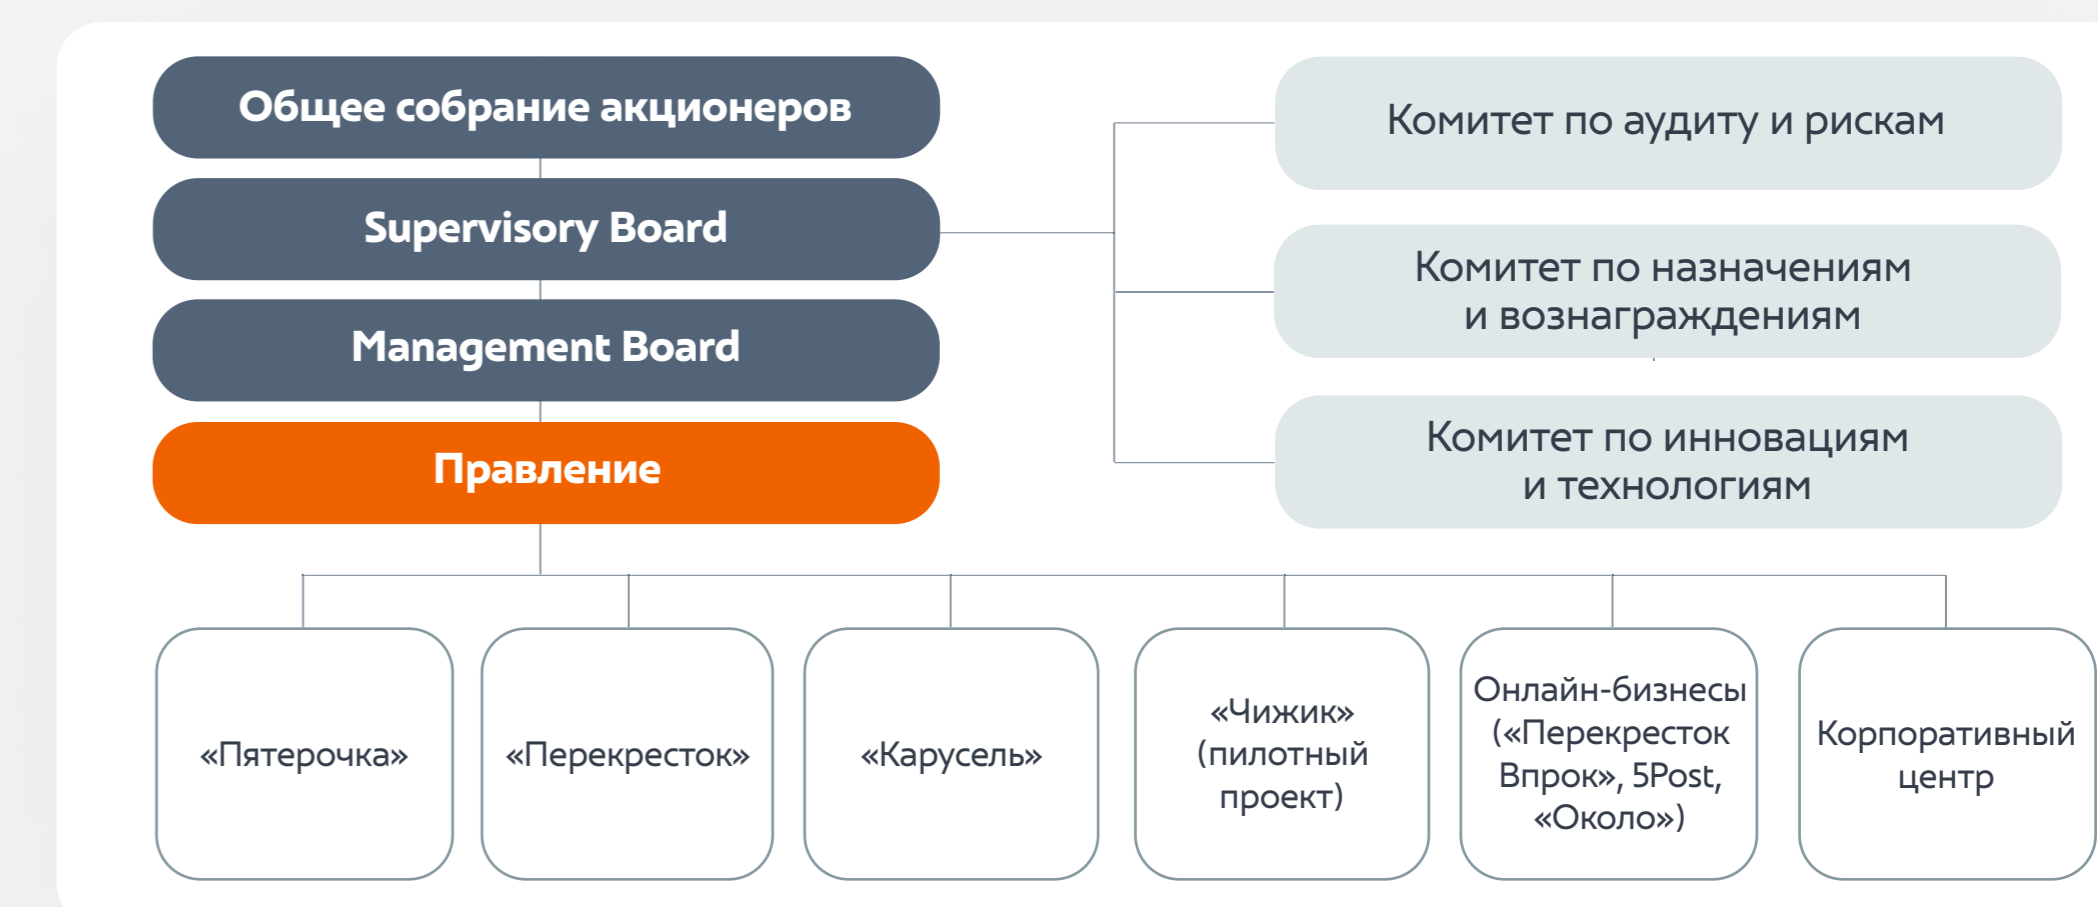 Общее собрание акционеров
Supervisory Board
Management Board
Правление
Комитет по аудиту и рискам
Комитет по назначениям
и вознаграждениям
Комитет по инновациям
и технологиям
«Пятерочка»
«Перекресток»
«Карусель»
«Чижик»
(пилотный
проект)
Онлайн-бизнесы
(«Перекресток
Впрок», 5Post,
«Около»)
Корпоративный
центр